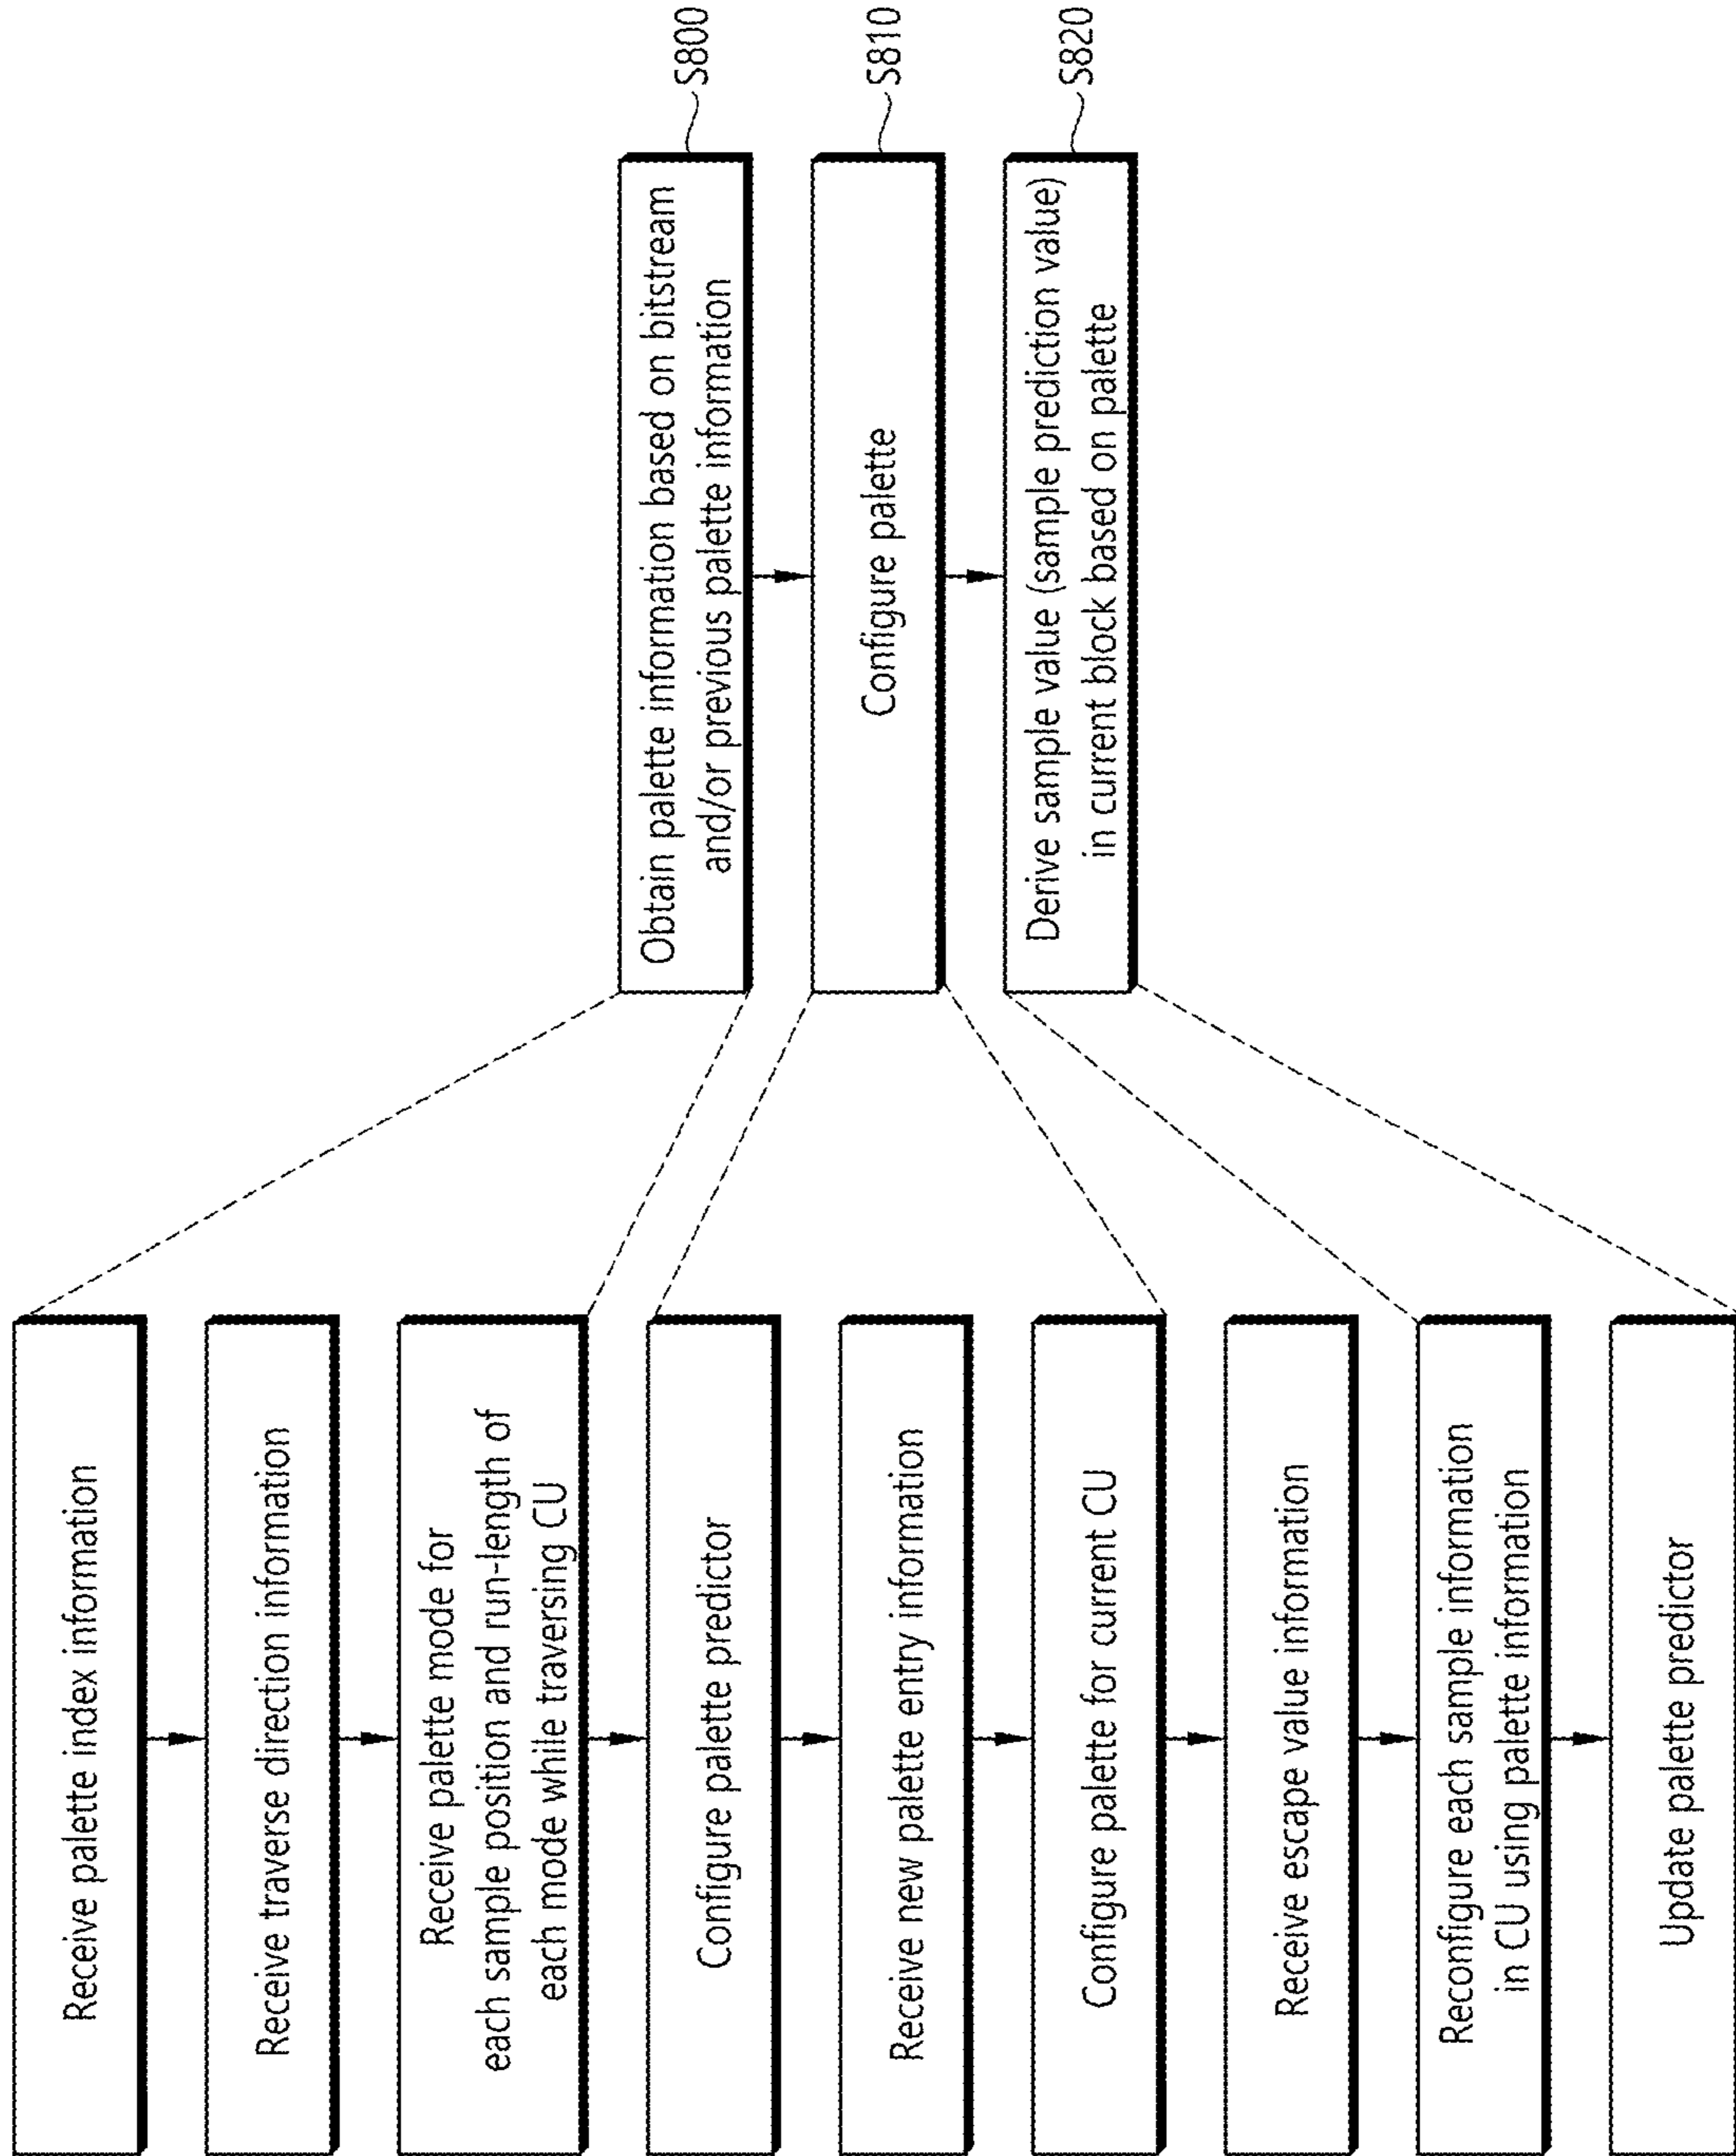 Receive palette index information
Receive traverse direction information
Receive palette mode for
each sample position and run-length of
each mode while traversing CU
Configure palette predictor
Receive new palette entry information
Configure palette for current CU
Receive escape value information
Reconfigure each sample information
in CU using palette information
Update palette predictor
Obtain palette information based on bitstream
and/or previous palette information
S800
Configure palette
S810
Derive sample value (sample prediction value)
in current block based on palette
S820